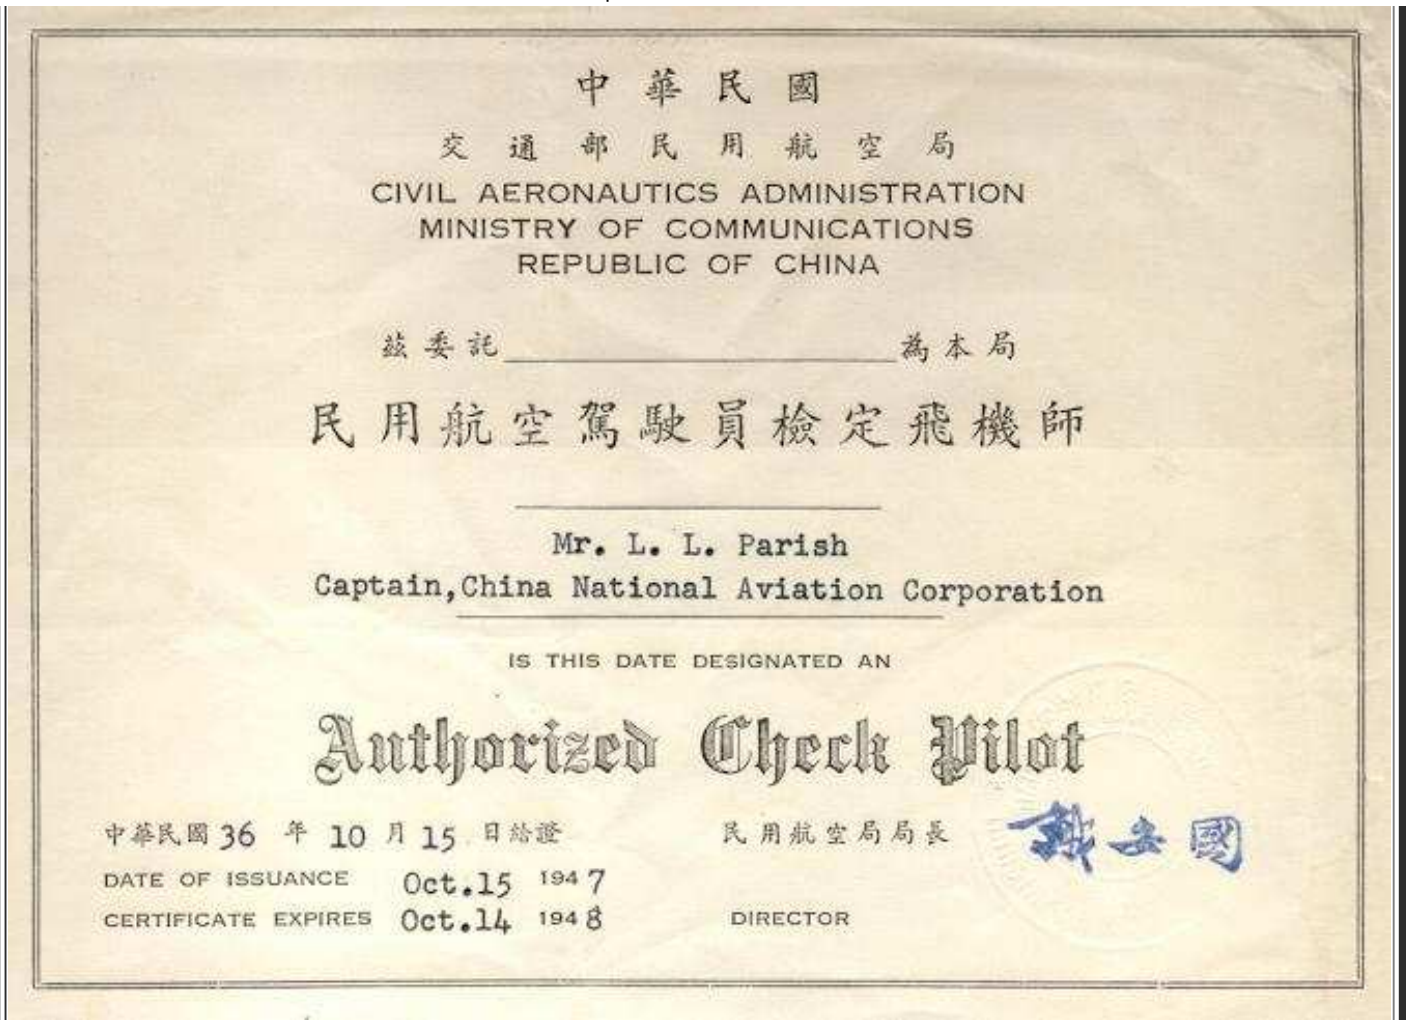 中華民國
交通部民用航空局
CIVIL AERONAUTICS ADMINISTRATION
MINISTRY OF COMMUNICATIONS
REPUBLIC OF CHINA
茲委託 為本局
民用航空駕駛員檢定飛機師
Mr. L. L. Parish
Captain,China National Aviation Corporation
IS THIS DATE DESIGNATED AN
Authorized Check Pilot
中華民國 36 年 10 月 15 日給證
民用航空局局長 戴安國
DATE OF ISSUANCE Oct.15 1947
CERTIFICATE EXPIRES Oct.14 1948
DIRECTOR